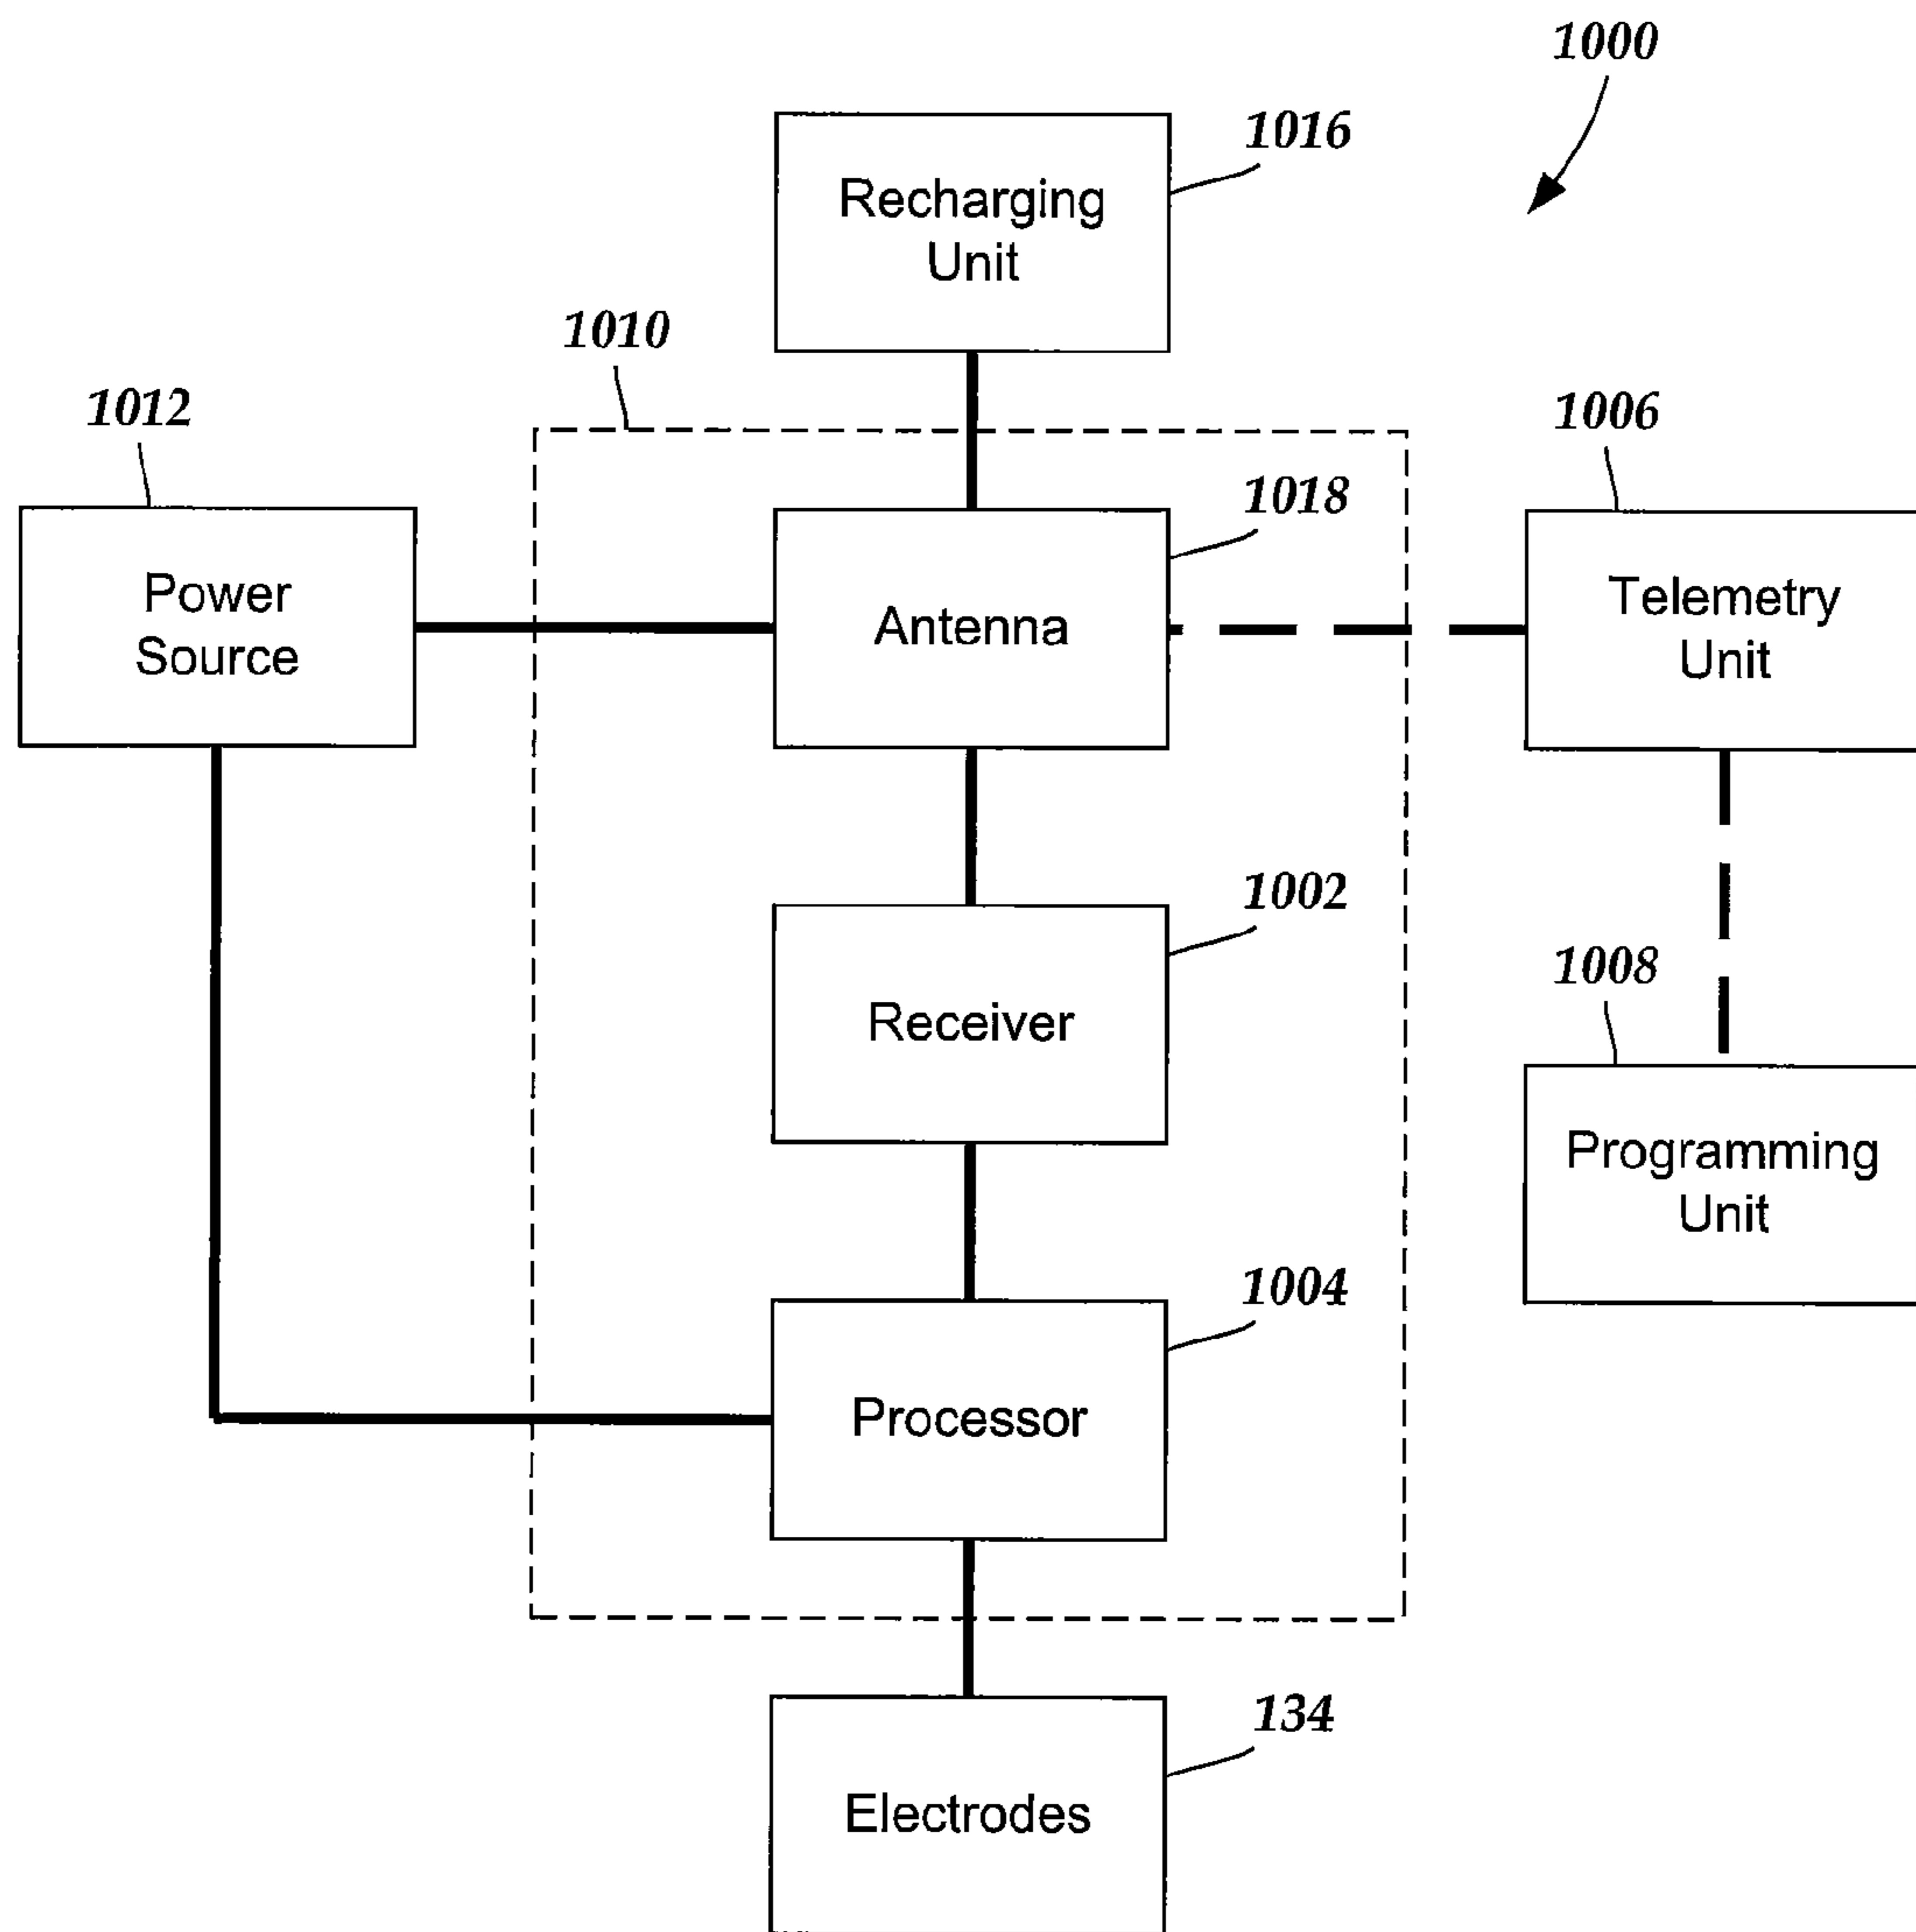 1000
1016
Recharging
Unit
1010
1012
1006
1018
Power
Source
Antenna
Telemetry
Unit
1002
1008
Receiver
Programming
Unit
1004
Processor
134
Electrodes